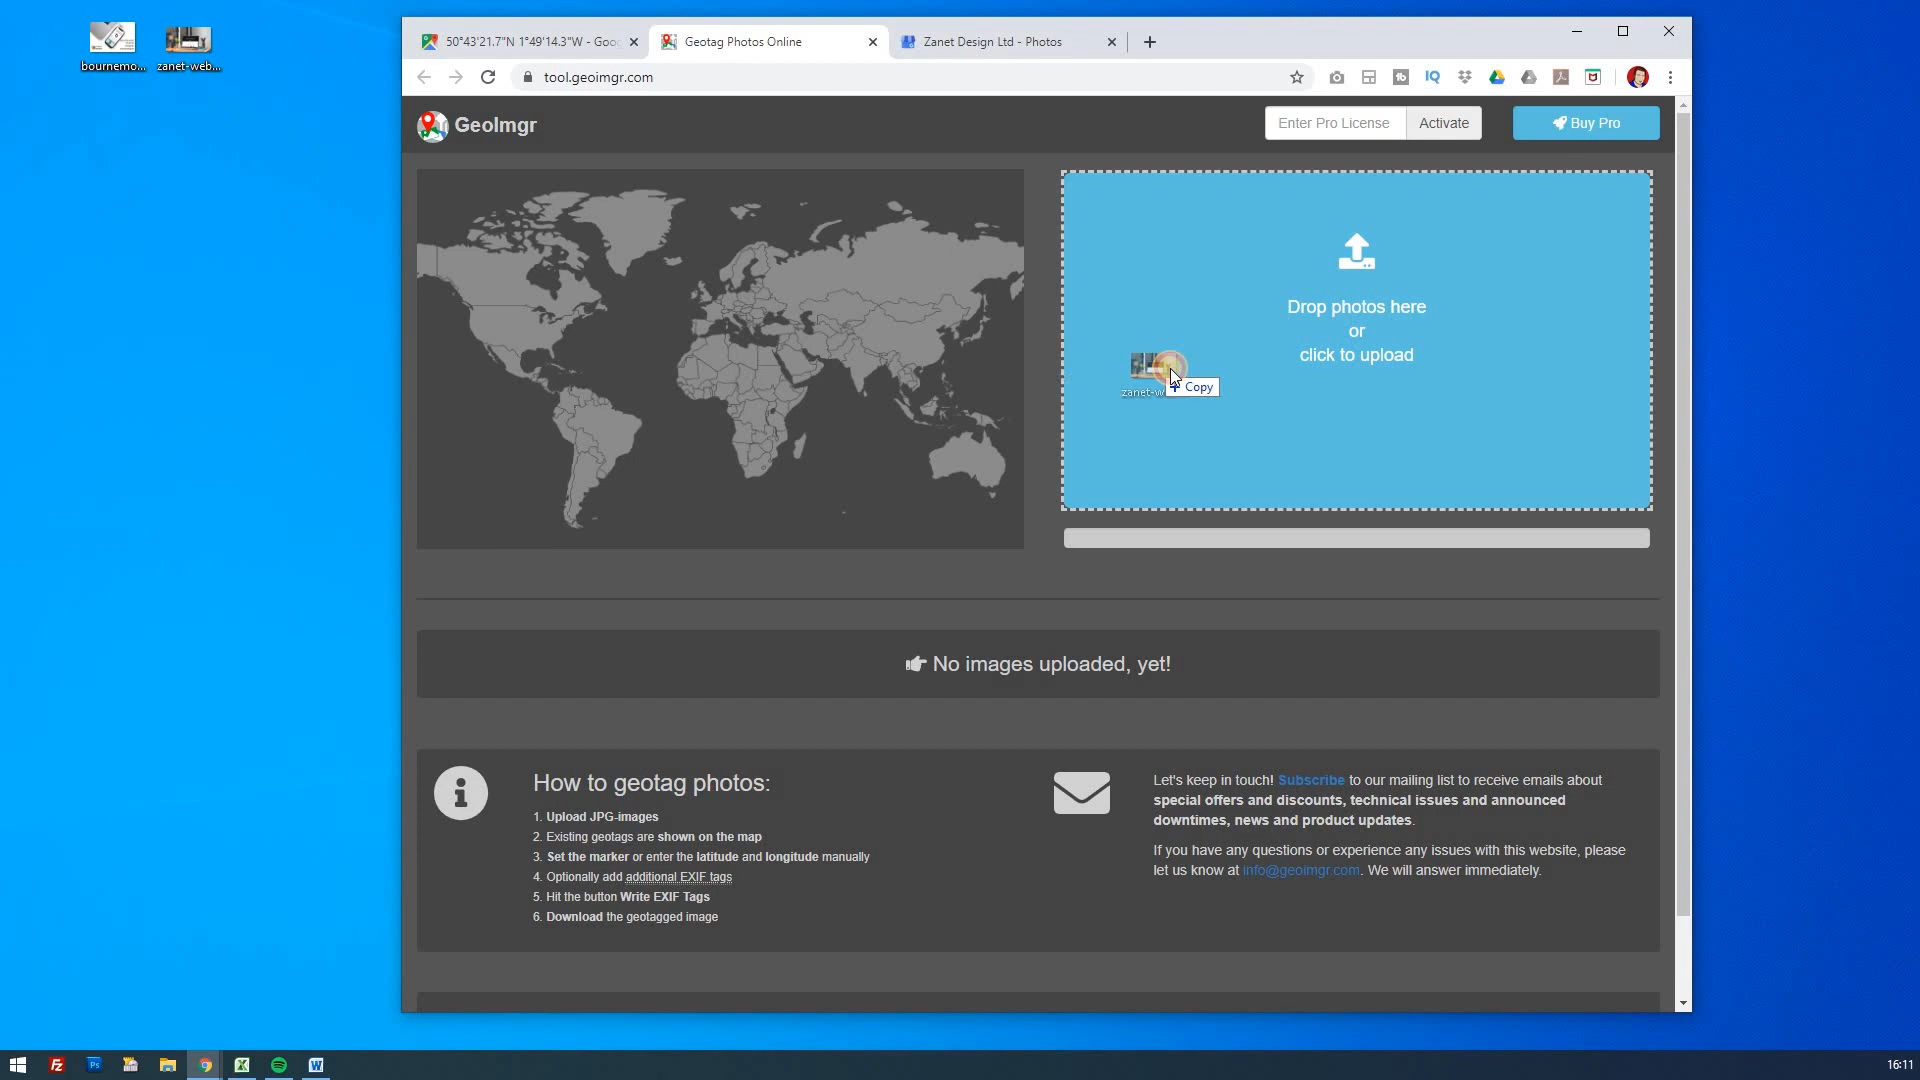 bournemo...
zanet-web...
50°43'21.7"N 1°49'14.3"W - Goo
Geotag Photos Online
Zanet Design Ltd - Photos
tool.geoimgr.com
GeoImgr
Enter Pro License
Activate
Buy Pro
Drop photos here
or
click to upload
zanet-w
Copy
No images uploaded, yet!
How to geotag photos:
1. Upload JPG-images
2. Existing geotags are shown on the map
3. Set the marker or enter the latitude and longitude manually
4. Optionally add additional EXIF tags
5. Hit the button Write EXIF Tags
6. Download the geotagged image
Let's keep in touch! Subscribe to our mailing list to receive emails about
special offers and discounts, technical issues and announced
downtimes, news and product updates.
If you have any questions or experience any issues with this website, please
let us know at info@geoimgr.com. We will answer immediately.
16:11